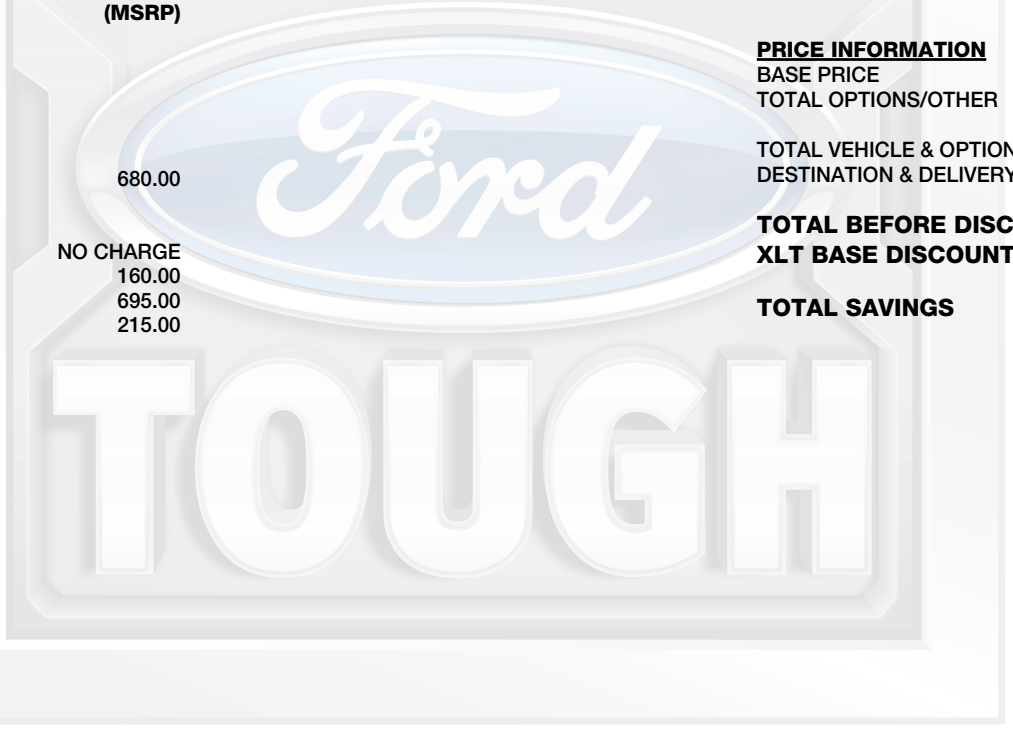 (MSRP)
680.00
NO CHARGE
160.00
695.00
215.00
PRICE INFORMATION
BASE PRICE
TOTAL OPTIONS/OTHER
TOTAL VEHICLE & OPTION
DESTINATION & DELIVERY
TOTAL BEFORE DISC
XLT BASE DISCOUNT
TOTAL SAVINGS
Ford
TOUGH